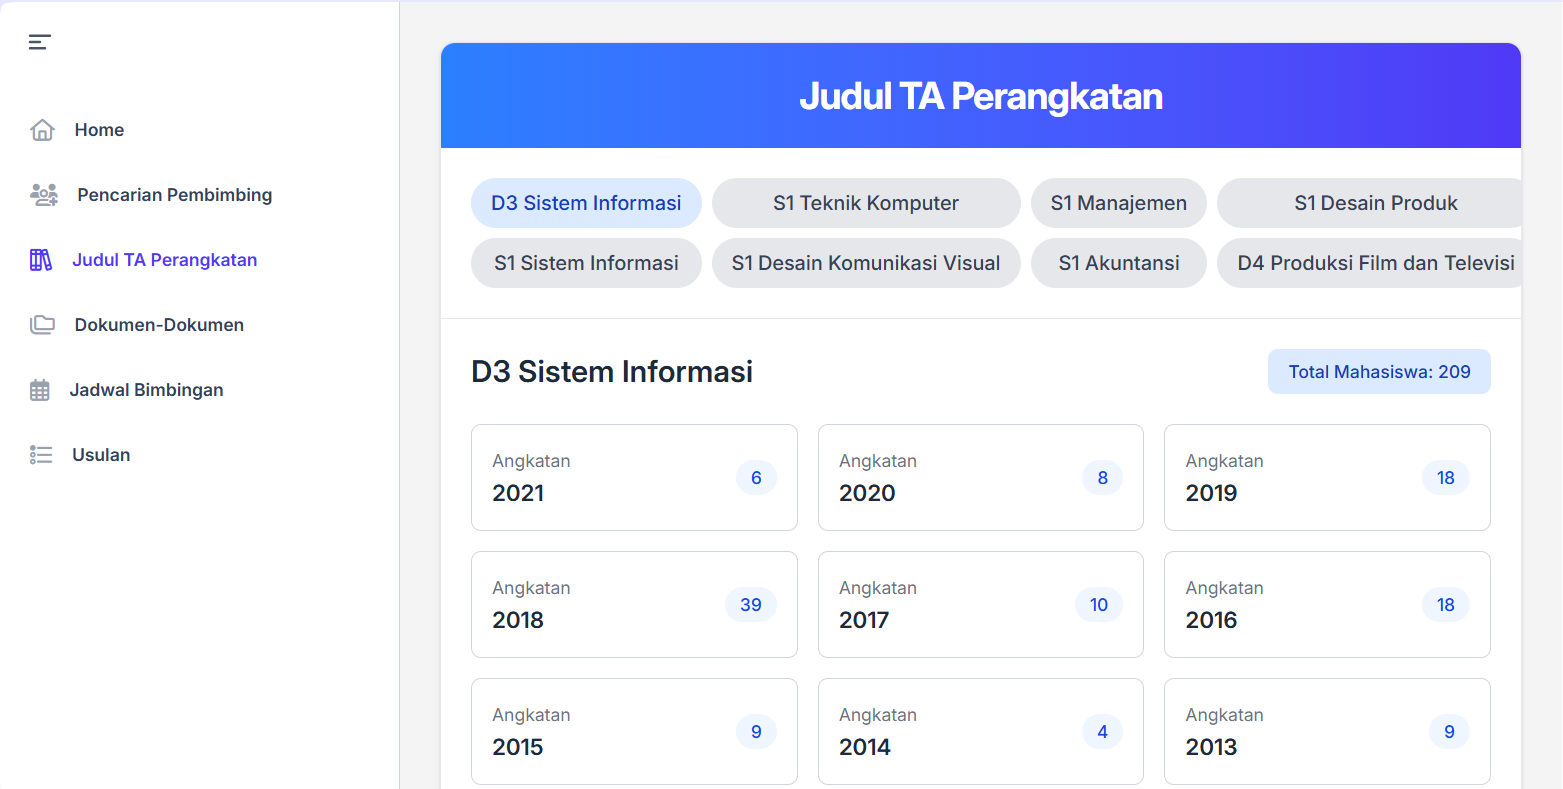 Home
Pencarian Pembimbing
Judul TA Perangkatan
Dokumen-Dokumen
Jadwal Bimbingan
Usulan
Judul TA Perangkatan
D3 Sistem Informasi
S1 Teknik Komputer
S1 Manajemen
S1 Desain Produk
S1 Sistem Informasi
S1 Desain Komunikasi Visual
S1 Akuntansi
D4 Produksi Film dan Televisi
D3 Sistem Informasi
Total Mahasiswa: 209
Angkatan
2021
6
Angkatan
2020
8
Angkatan
2019
18
Angkatan
2018
39
Angkatan
2017
10
Angkatan
2016
18
Angkatan
2015
9
Angkatan
2014
4
Angkatan
2013
9